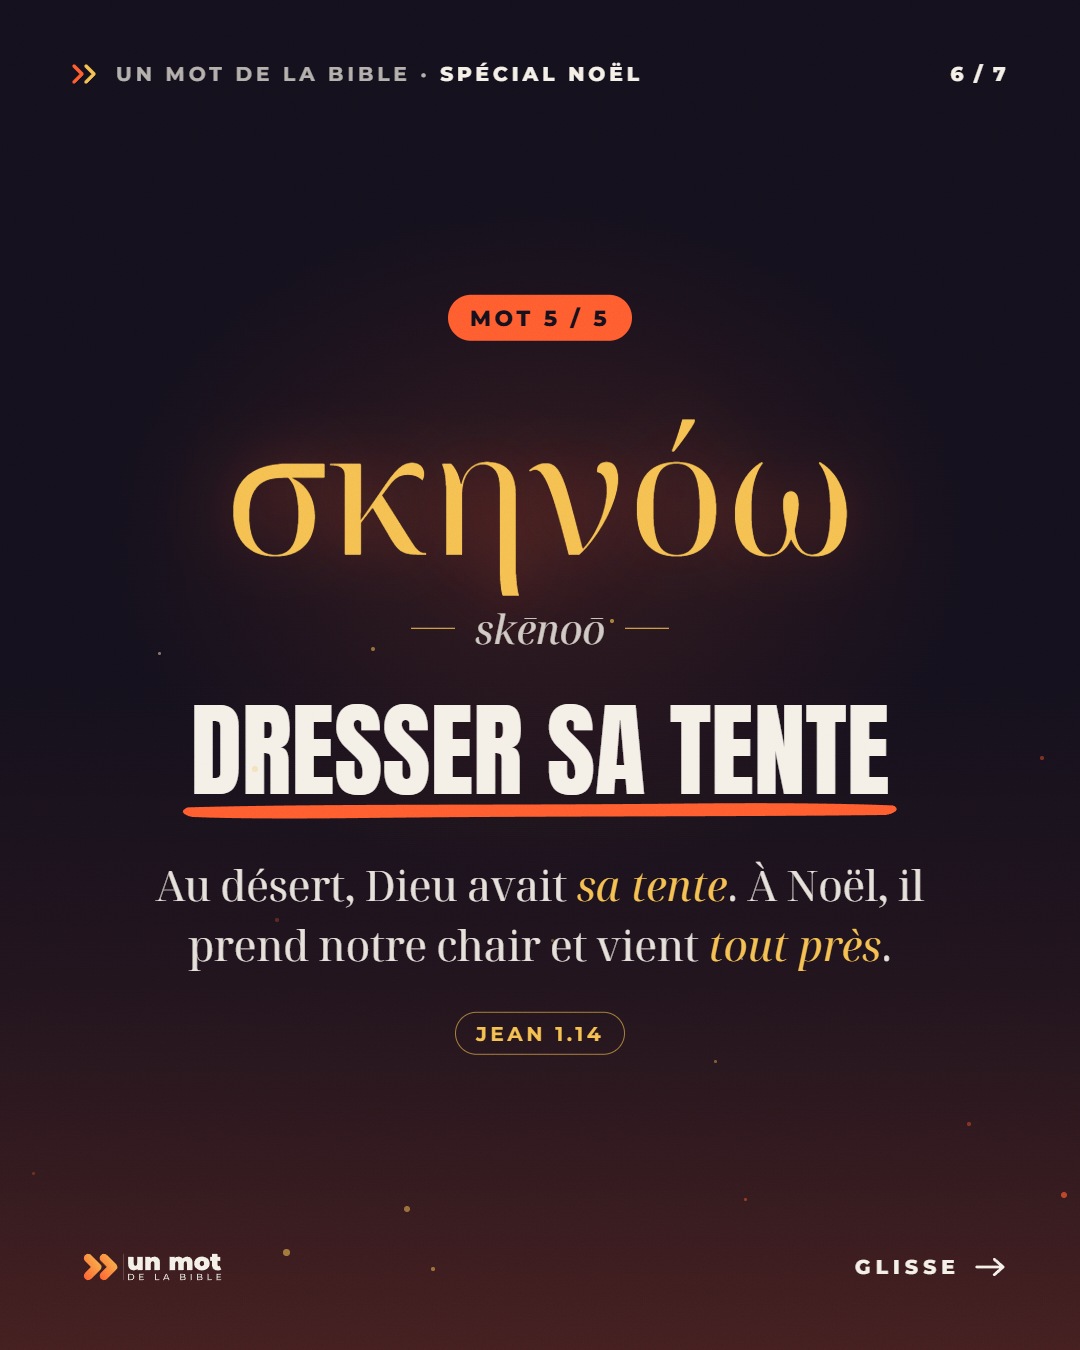 UN MOT DE LA BIBLE · SPÉCIAL NOËL
6 / 7
MOT 5 / 5
σκηνόω
skēnoō
DRESSER SA TENTE
Au désert, Dieu avait sa tente. À Noël, il
prend notre chair et vient tout près.
JEAN 1.14
un mot
DE LA BIBLE
GLISSE →